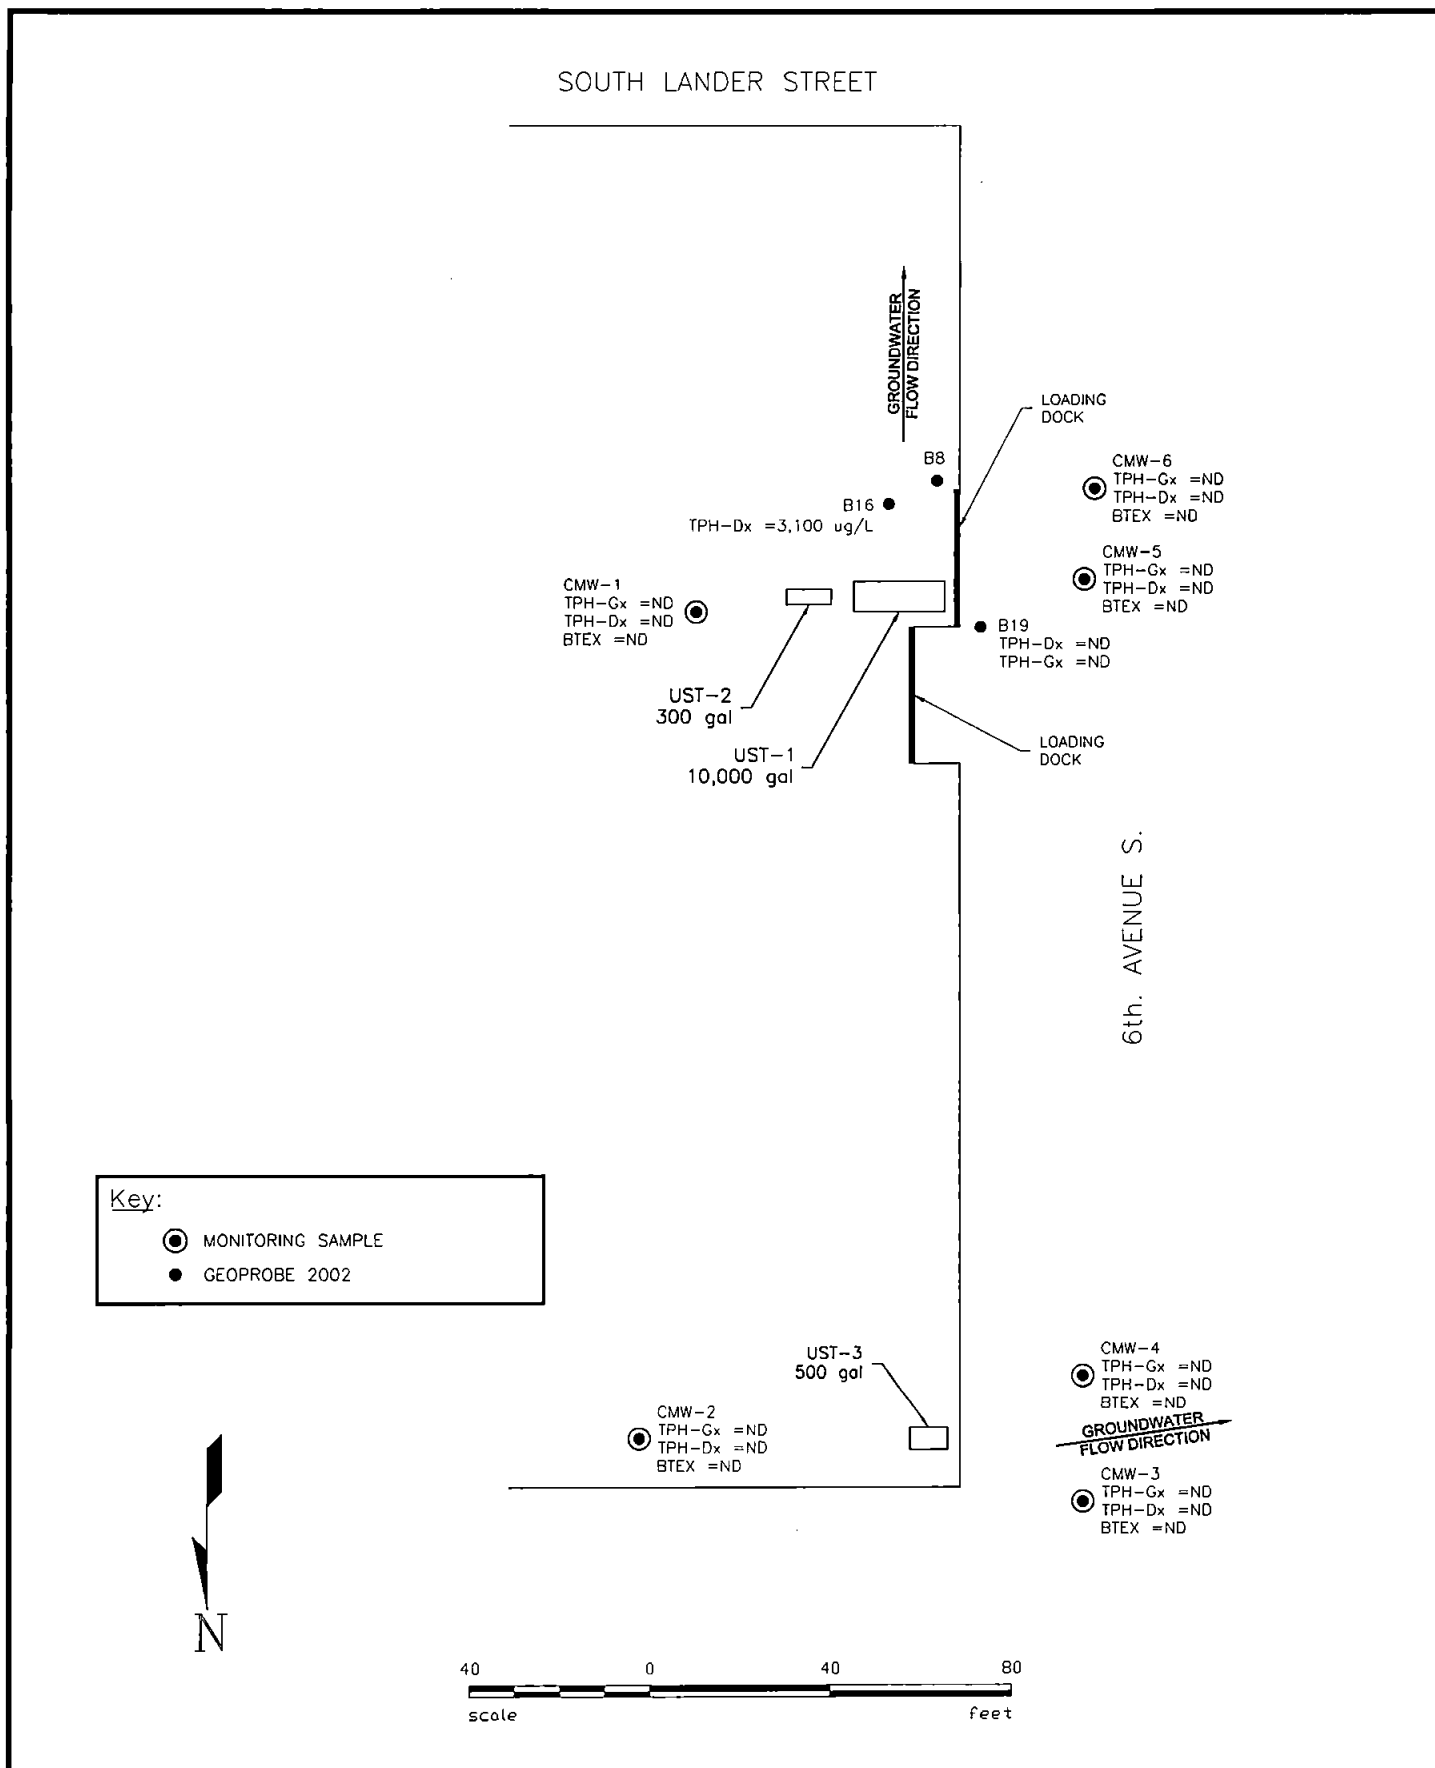 SOUTH LANDER STREET
GROUNDWATER
FLOW DIRECTION
LOADING
DOCK
B8
B16
TPH-Dx =3,100 ug/L
CMW-6
TPH-Gx =ND
TPH-Dx =ND
BTEX =ND
CMW-5
TPH-Gx =ND
TPH-Dx =ND
BTEX =ND
CMW-1
TPH-Gx =ND
TPH-Dx =ND
BTEX =ND
B19
TPH-Dx =ND
TPH-Gx =ND
UST-2
300 gal
UST-1
10,000 gal
LOADING
DOCK
6th. AVENUE S.
Key:
MONITORING SAMPLE
GEOPROBE 2002
UST-3
500 gal
CMW-4
TPH-Gx =ND
TPH-Dx =ND
BTEX =ND
CMW-2
TPH-Gx =ND
TPH-Dx =ND
BTEX =ND
GROUNDWATER
FLOW DIRECTION
CMW-3
TPH-Gx =ND
TPH-Dx =ND
BTEX =ND
N
40 0 40 80
scale feet